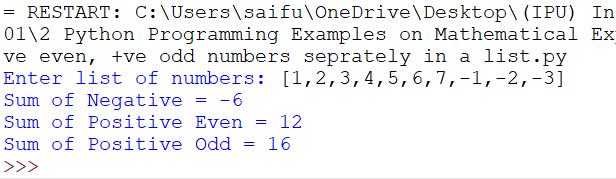 = RESTART: C:\Users\saifu\OneDrive\Desktop\(IPU) In
01\2 Python Programming Examples on Mathematical Ex
ve even, +ve odd numbers seprately in a list.py
Enter list of numbers: [1,2,3,4,5,6,7,-1,-2,-3]
Sum of Negative = -6
Sum of Positive Even = 12
Sum of Positive Odd = 16
>>>